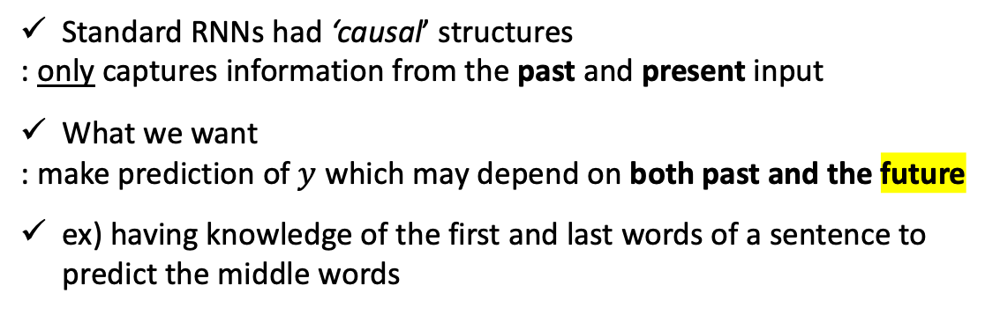 ✓ Standard RNNs had ‘causal’ structures
: only captures information from the past and present input
✓ What we want
: make prediction of y which may depend on both past and the future
✓ ex) having knowledge of the first and last words of a sentence to
predict the middle words